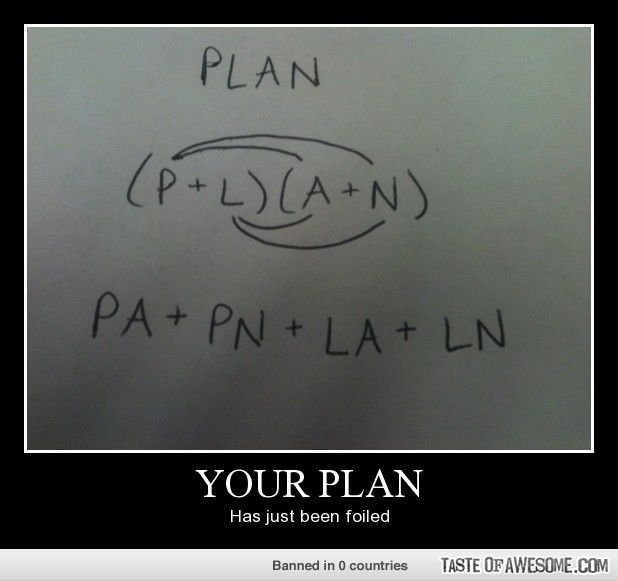 PLAN
(P+L)(A+N)
PA + PN + LA + LN
YOUR PLAN
Has just been foiled
Banned in 0 countries
TASTE OF AWESOME.COM